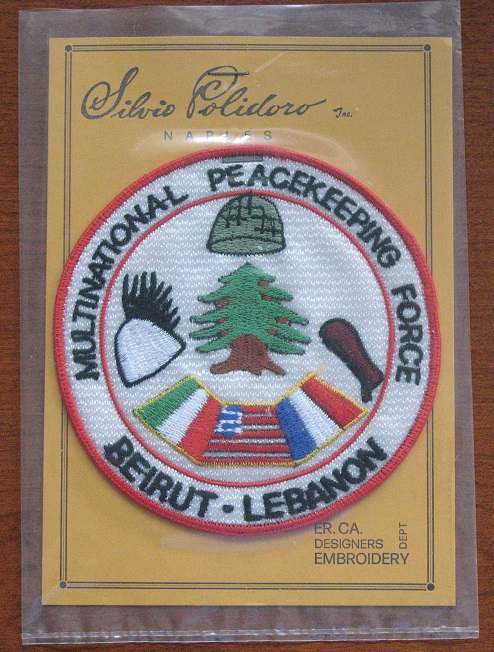 Silvio Polidoro Inc.
NAPLES
MULTINATIONAL PEACEKEEPING FORCE
BEIRUT · LEBANON
ER. CA.
DESIGNERS
EMBROIDERY DEPT